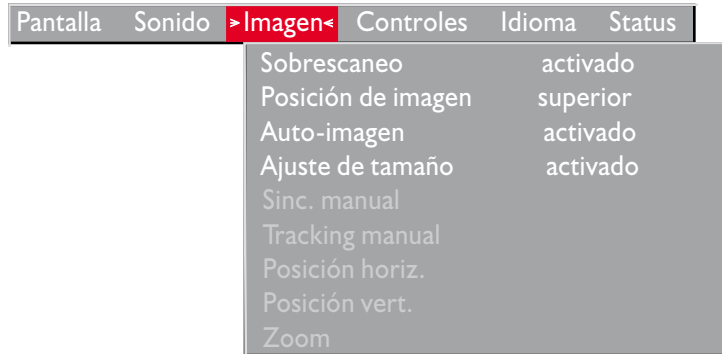 Pantalla Sonido >Imagen< Controles Idioma Status
Sobrescaneo activado
Posición de imagen superior
Auto-imagen activado
Ajuste de tamaño activado
Sinc. manual
Tracking manual
Posición horiz.
Posición vert.
Zoom